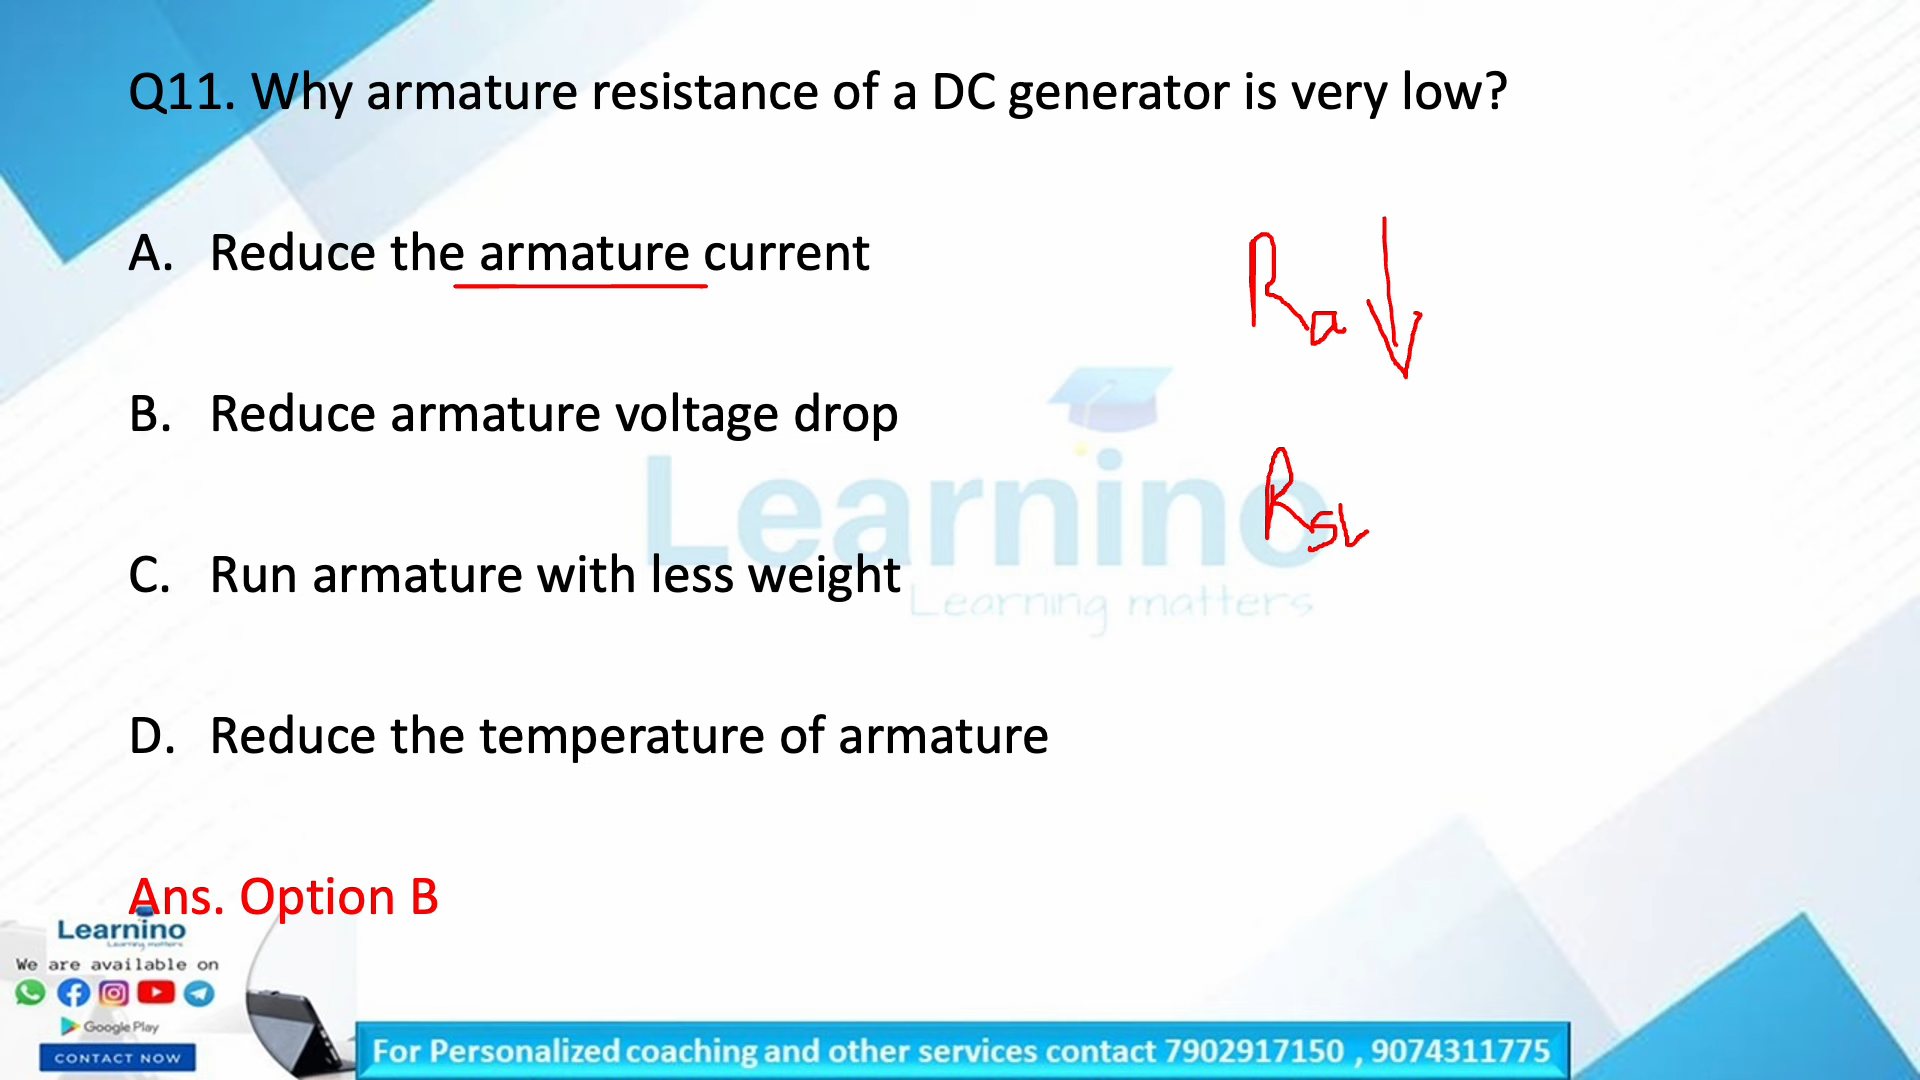 Q11. Why armature resistance of a DC generator is very low?
A. Reduce the armature current
Ra
B. Reduce armature voltage drop
Learnino
Learning matters
C. Run armature with less weight
D. Reduce the temperature of armature
Ans. Option B
Learnino
Learning matters
We are available on
Google Play
CONTACT NOW
For Personalized coaching and other services contact 7902917150 , 9074311775